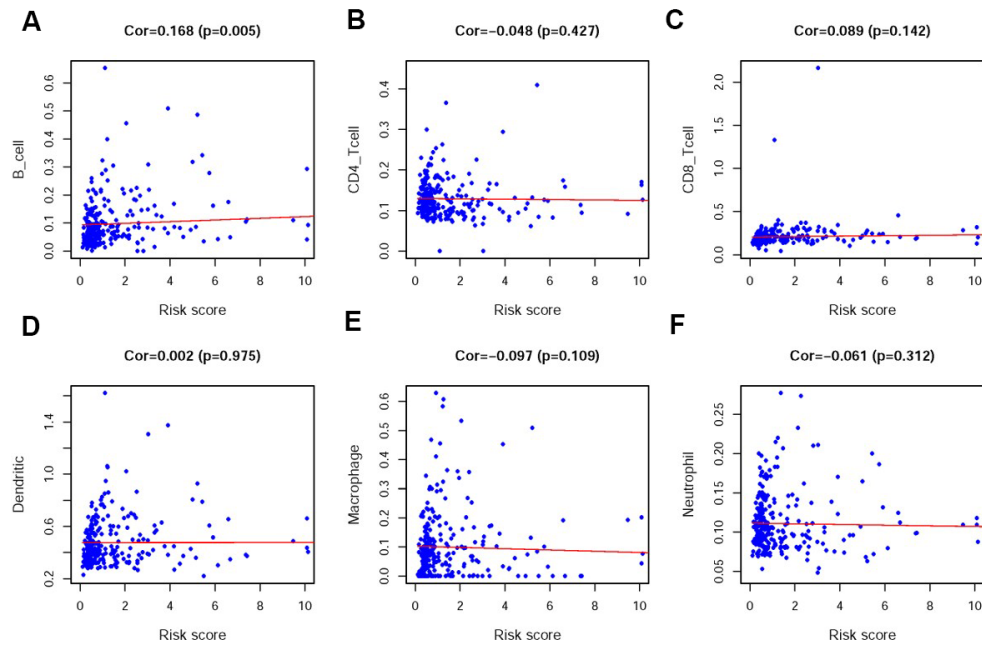 A
Cor=0.168 (p=0.005)
B_cell
0.0 0.1 0.2 0.3 0.4 0.5 0.6
0 2 4 6 8 10
Risk score
B
Cor=−0.048 (p=0.427)
CD4_Tcell
0.0 0.1 0.2 0.3 0.4
0 2 4 6 8 10
Risk score
C
Cor=0.089 (p=0.142)
CD8_Tcell
0.0 0.5 1.0 1.5 2.0
0 2 4 6 8 10
Risk score
D
Cor=0.002 (p=0.975)
Dendritic
0.2 0.6 1.0 1.4
0 2 4 6 8 10
Risk score
E
Cor=−0.097 (p=0.109)
Macrophage
0.0 0.1 0.2 0.3 0.4 0.5 0.6
0 2 4 6 8 10
Risk score
F
Cor=−0.061 (p=0.312)
Neutrophil
0.05 0.10 0.15 0.20 0.25
0 2 4 6 8 10
Risk score